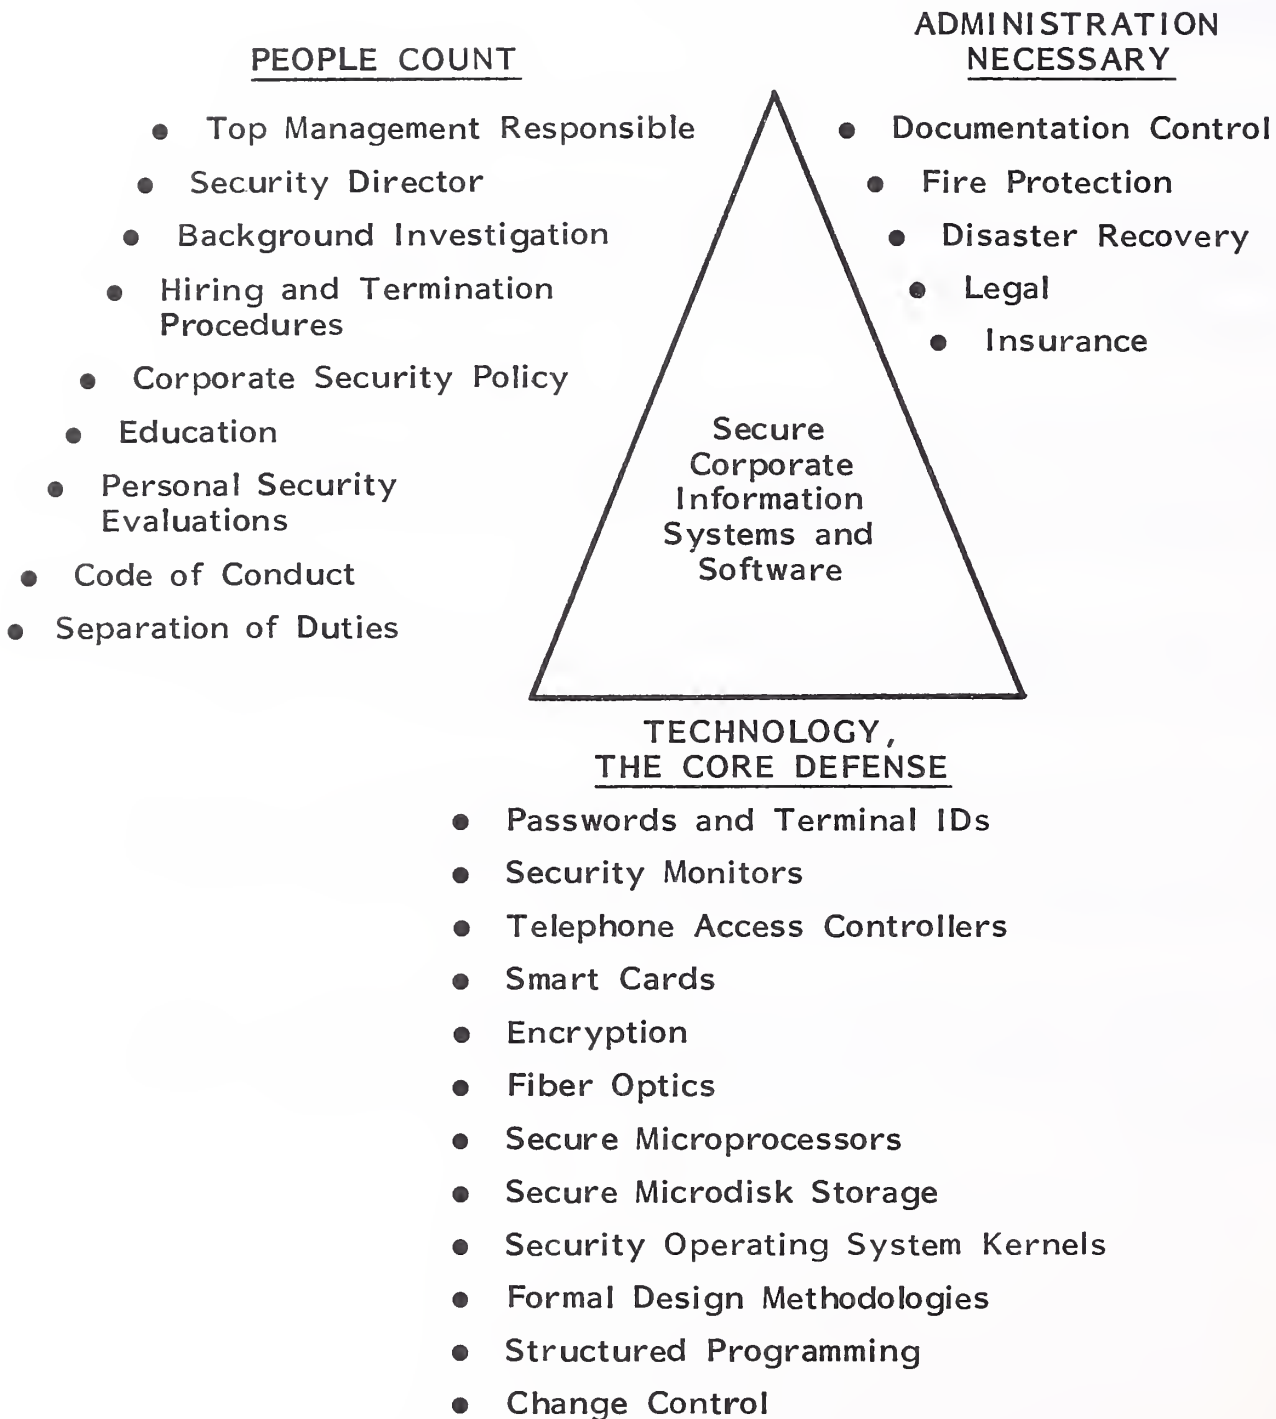 PEOPLE COUNT
● Top Management Responsible
● Security Director
● Background Investigation
● Hiring and Termination
Procedures
● Corporate Security Policy
● Education
● Personal Security
Evaluations
● Code of Conduct
● Separation of Duties
ADMINISTRATION
NECESSARY
● Documentation Control
● Fire Protection
● Disaster Recovery
● Legal
● Insurance
Secure
Corporate
Information
Systems and
Software
TECHNOLOGY,
THE CORE DEFENSE
● Passwords and Terminal IDs
● Security Monitors
● Telephone Access Controllers
● Smart Cards
● Encryption
● Fiber Optics
● Secure Microprocessors
● Secure Microdisk Storage
● Security Operating System Kernels
● Formal Design Methodologies
● Structured Programming
● Change Control